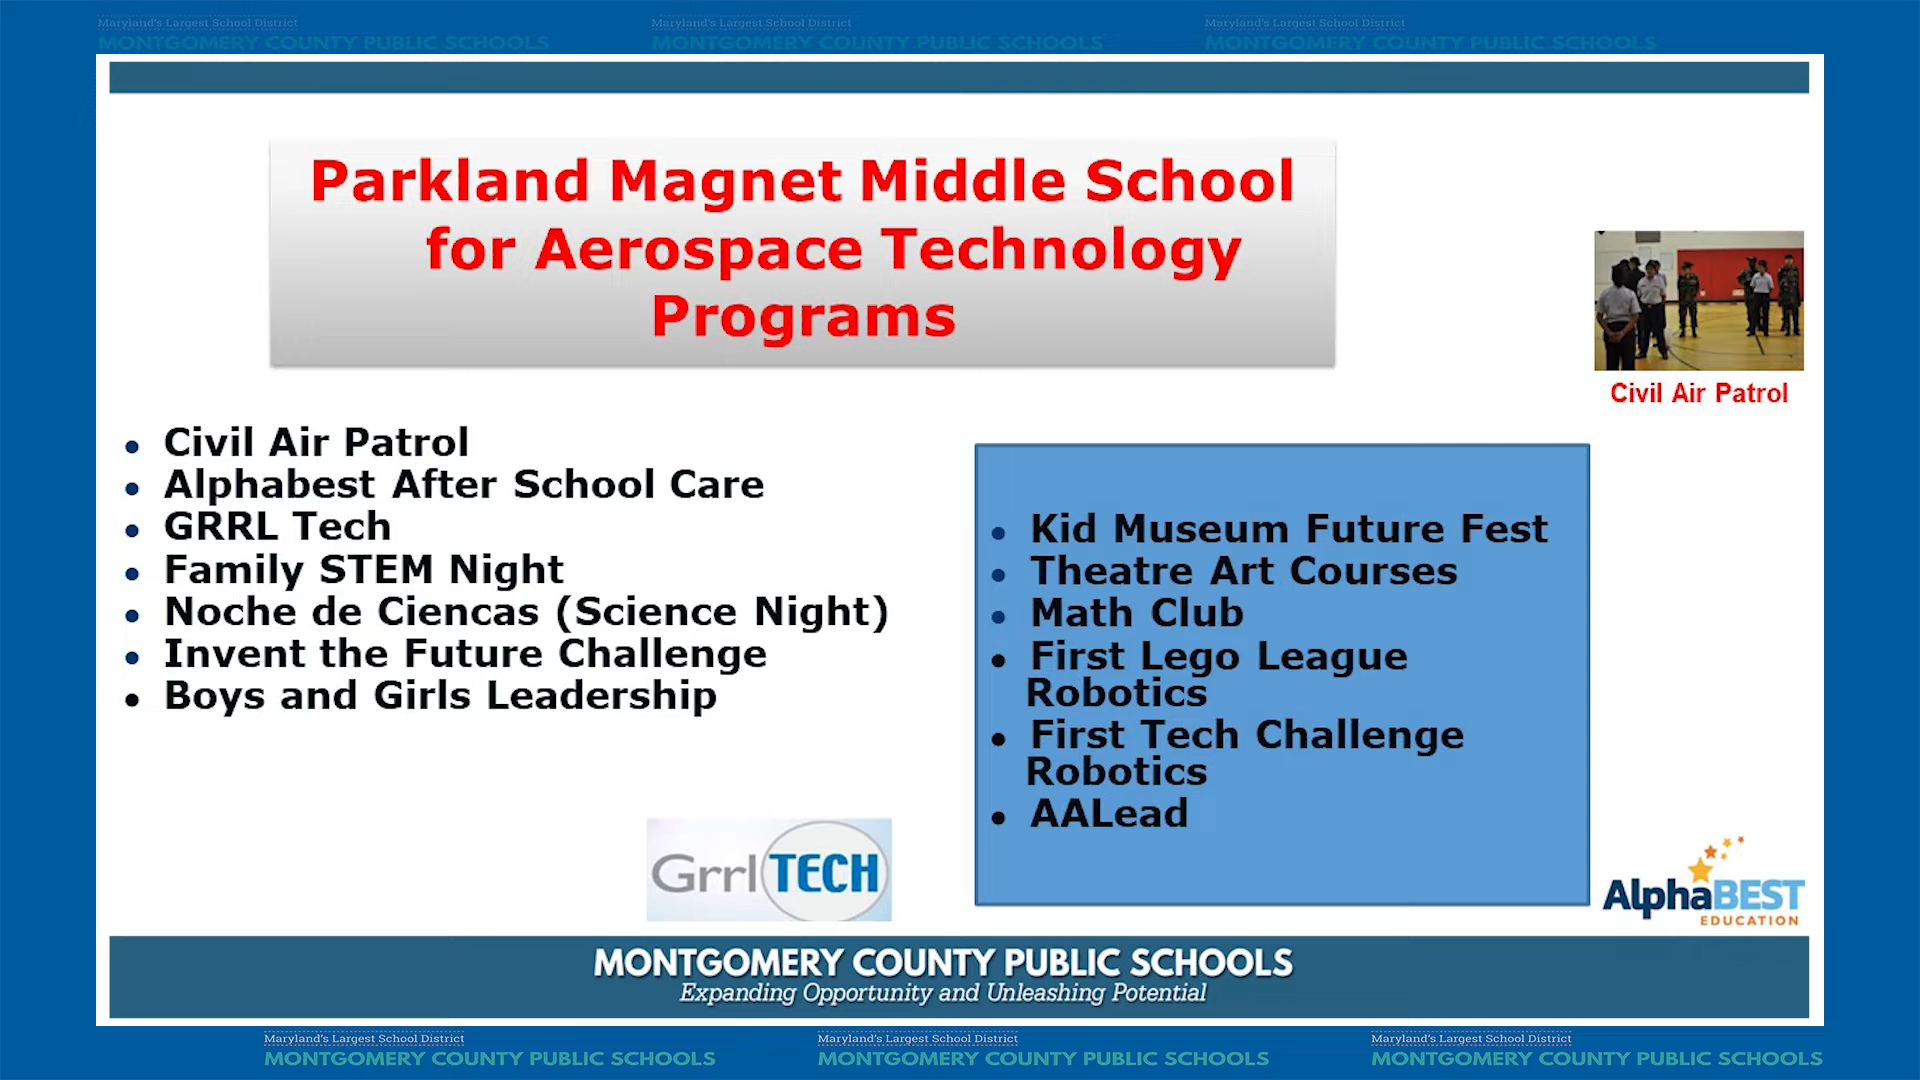 Maryland's Largest School District Maryland's Largest School District Maryland's Largest School District
MONTGOMERY COUNTY PUBLIC SCHOOLS MONTGOMERY COUNTY PUBLIC SCHOOLS MONTGOMERY COUNTY PUBLIC SCHOOLS
Parkland Magnet Middle School
for Aerospace Technology
Programs
Civil Air Patrol
• Civil Air Patrol
• Alphabest After School Care
• GRRL Tech
• Family STEM Night
• Noche de Ciencas (Science Night)
• Invent the Future Challenge
• Boys and Girls Leadership
• Kid Museum Future Fest
• Theatre Art Courses
• Math Club
• First Lego League
Robotics
• First Tech Challenge
Robotics
• AALead
Grrl TECH
AlphaBEST
EDUCATION
MONTGOMERY COUNTY PUBLIC SCHOOLS
Expanding Opportunity and Unleashing Potential
Maryland's Largest School District Maryland's Largest School District Maryland's Largest School District
MONTGOMERY COUNTY PUBLIC SCHOOLS MONTGOMERY COUNTY PUBLIC SCHOOLS MONTGOMERY COUNTY PUBLIC SCHOOLS